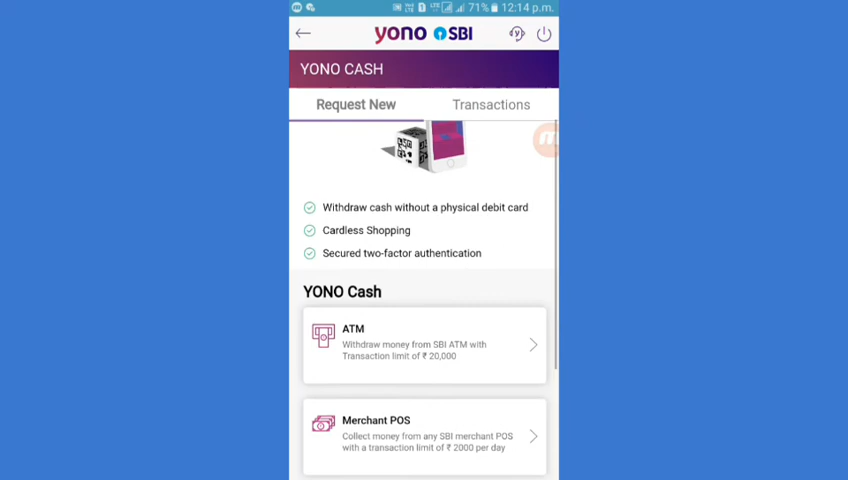 71% 12:14 p.m.
yono SBI
YONO CASH
Request New Transactions
Withdraw cash without a physical debit card
Cardless Shopping
Secured two-factor authentication
YONO Cash
ATM
Withdraw money from SBI ATM with
Transaction limit of ₹ 20,000
Merchant POS
Collect money from any SBI merchant POS
with a transaction limit of ₹ 2000 per day